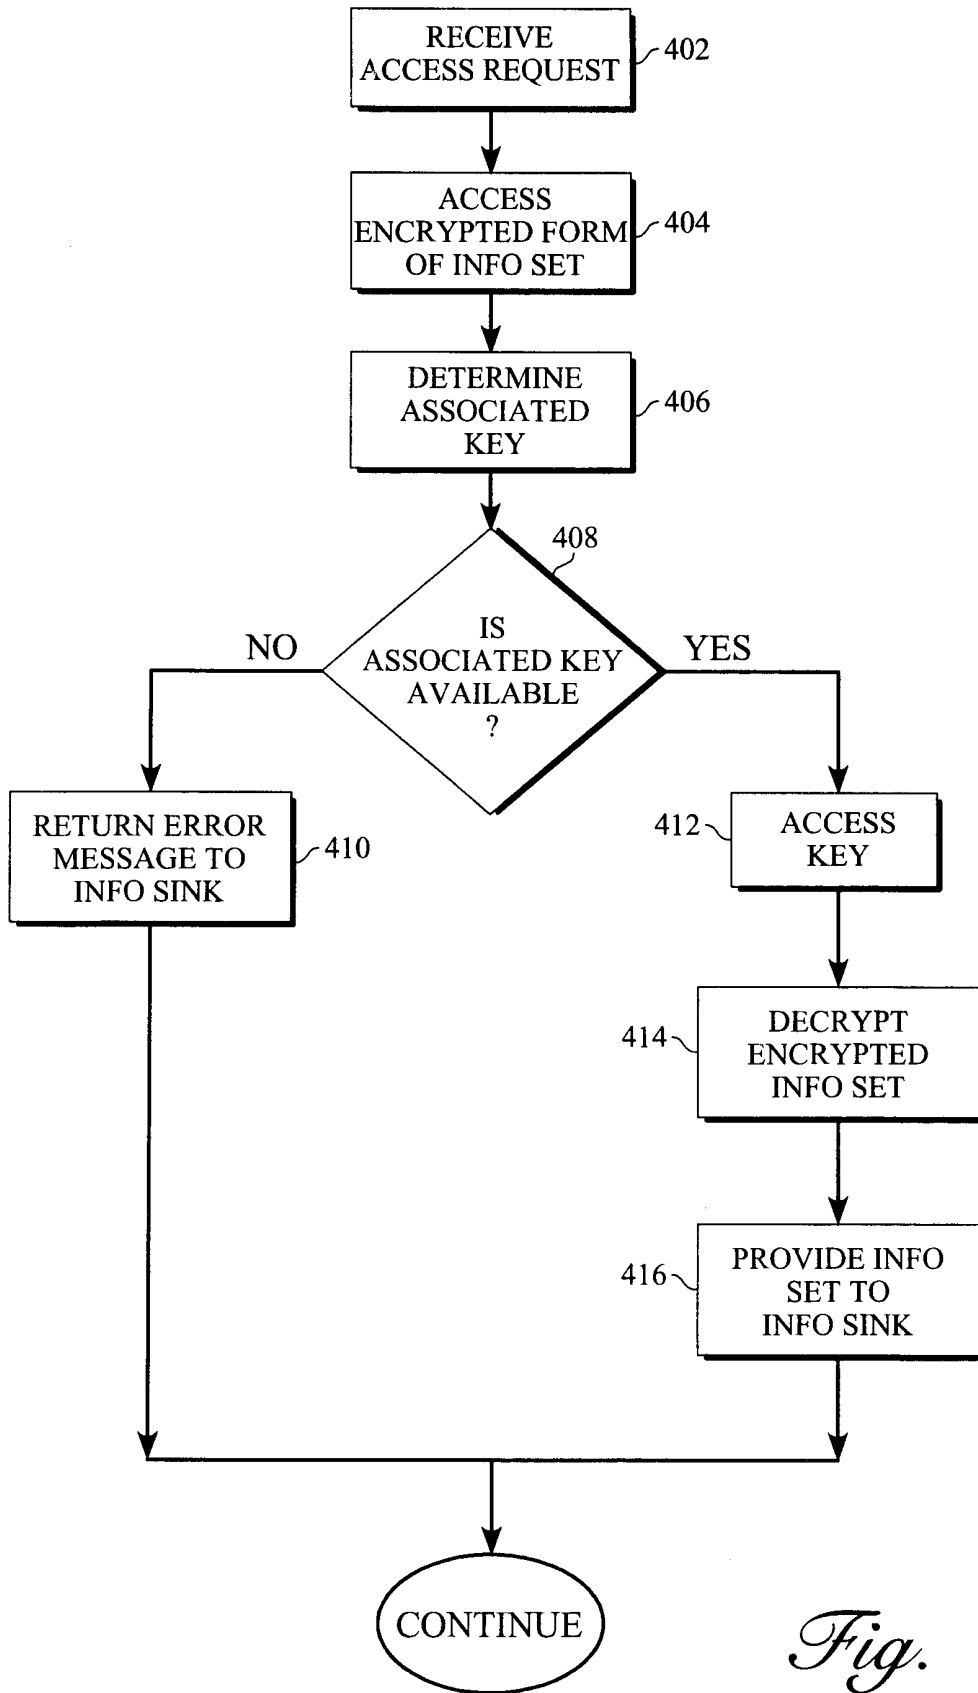 RECEIVE
ACCESS REQUEST
402
ACCESS
ENCRYPTED FORM
OF INFO SET
404
DETERMINE
ASSOCIATED
KEY
406
408
IS
ASSOCIATED KEY
AVAILABLE
?
NO
YES
RETURN ERROR
MESSAGE TO
INFO SINK
410
412
ACCESS
KEY
414
DECRYPT
ENCRYPTED
INFO SET
416
PROVIDE INFO
SET TO
INFO SINK
CONTINUE
Fig.